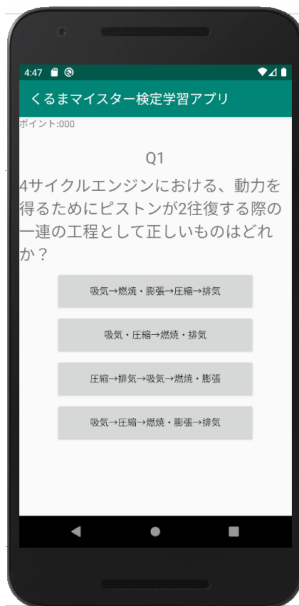 4:47
くるまマイスター検定学習アプリ
ポイント:000
Q1
4サイクルエンジンにおける、動力を
得るためにピストンが2往復する際の
一連の工程として正しいものはどれ
か？
吸気→燃焼・膨張→圧縮→排気
吸気・圧縮→燃焼・排気
圧縮→排気→吸気→燃焼・膨張
吸気→圧縮→燃焼・膨張→排気